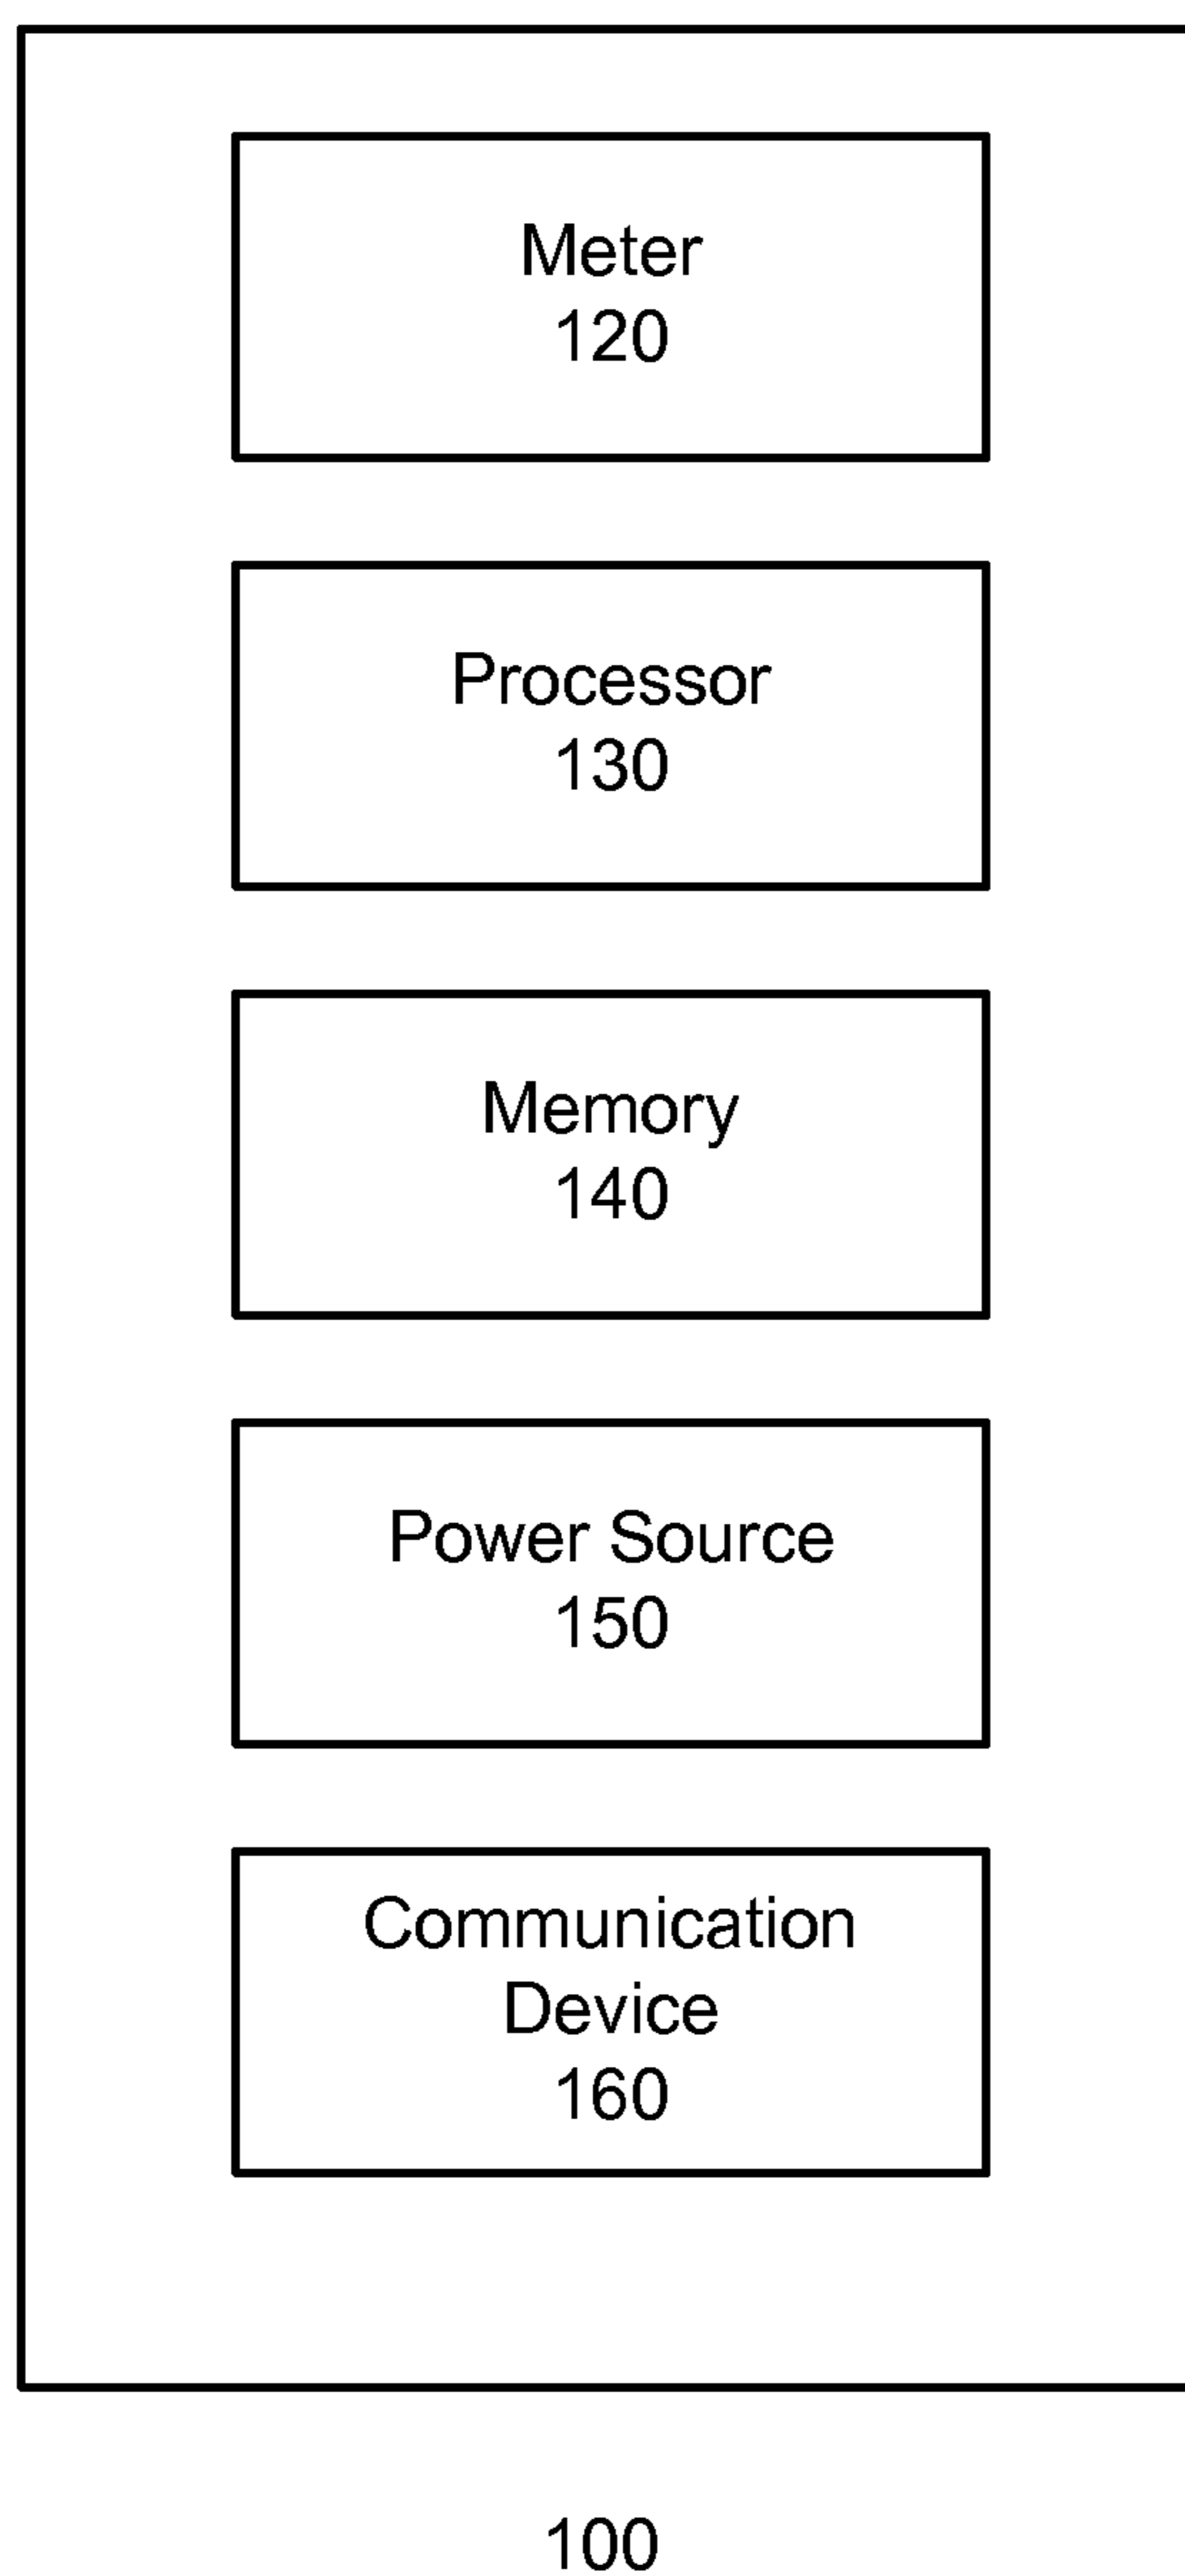 Meter
120
Processor
130
Memory
140
Power Source
150
Communication
Device
160
100